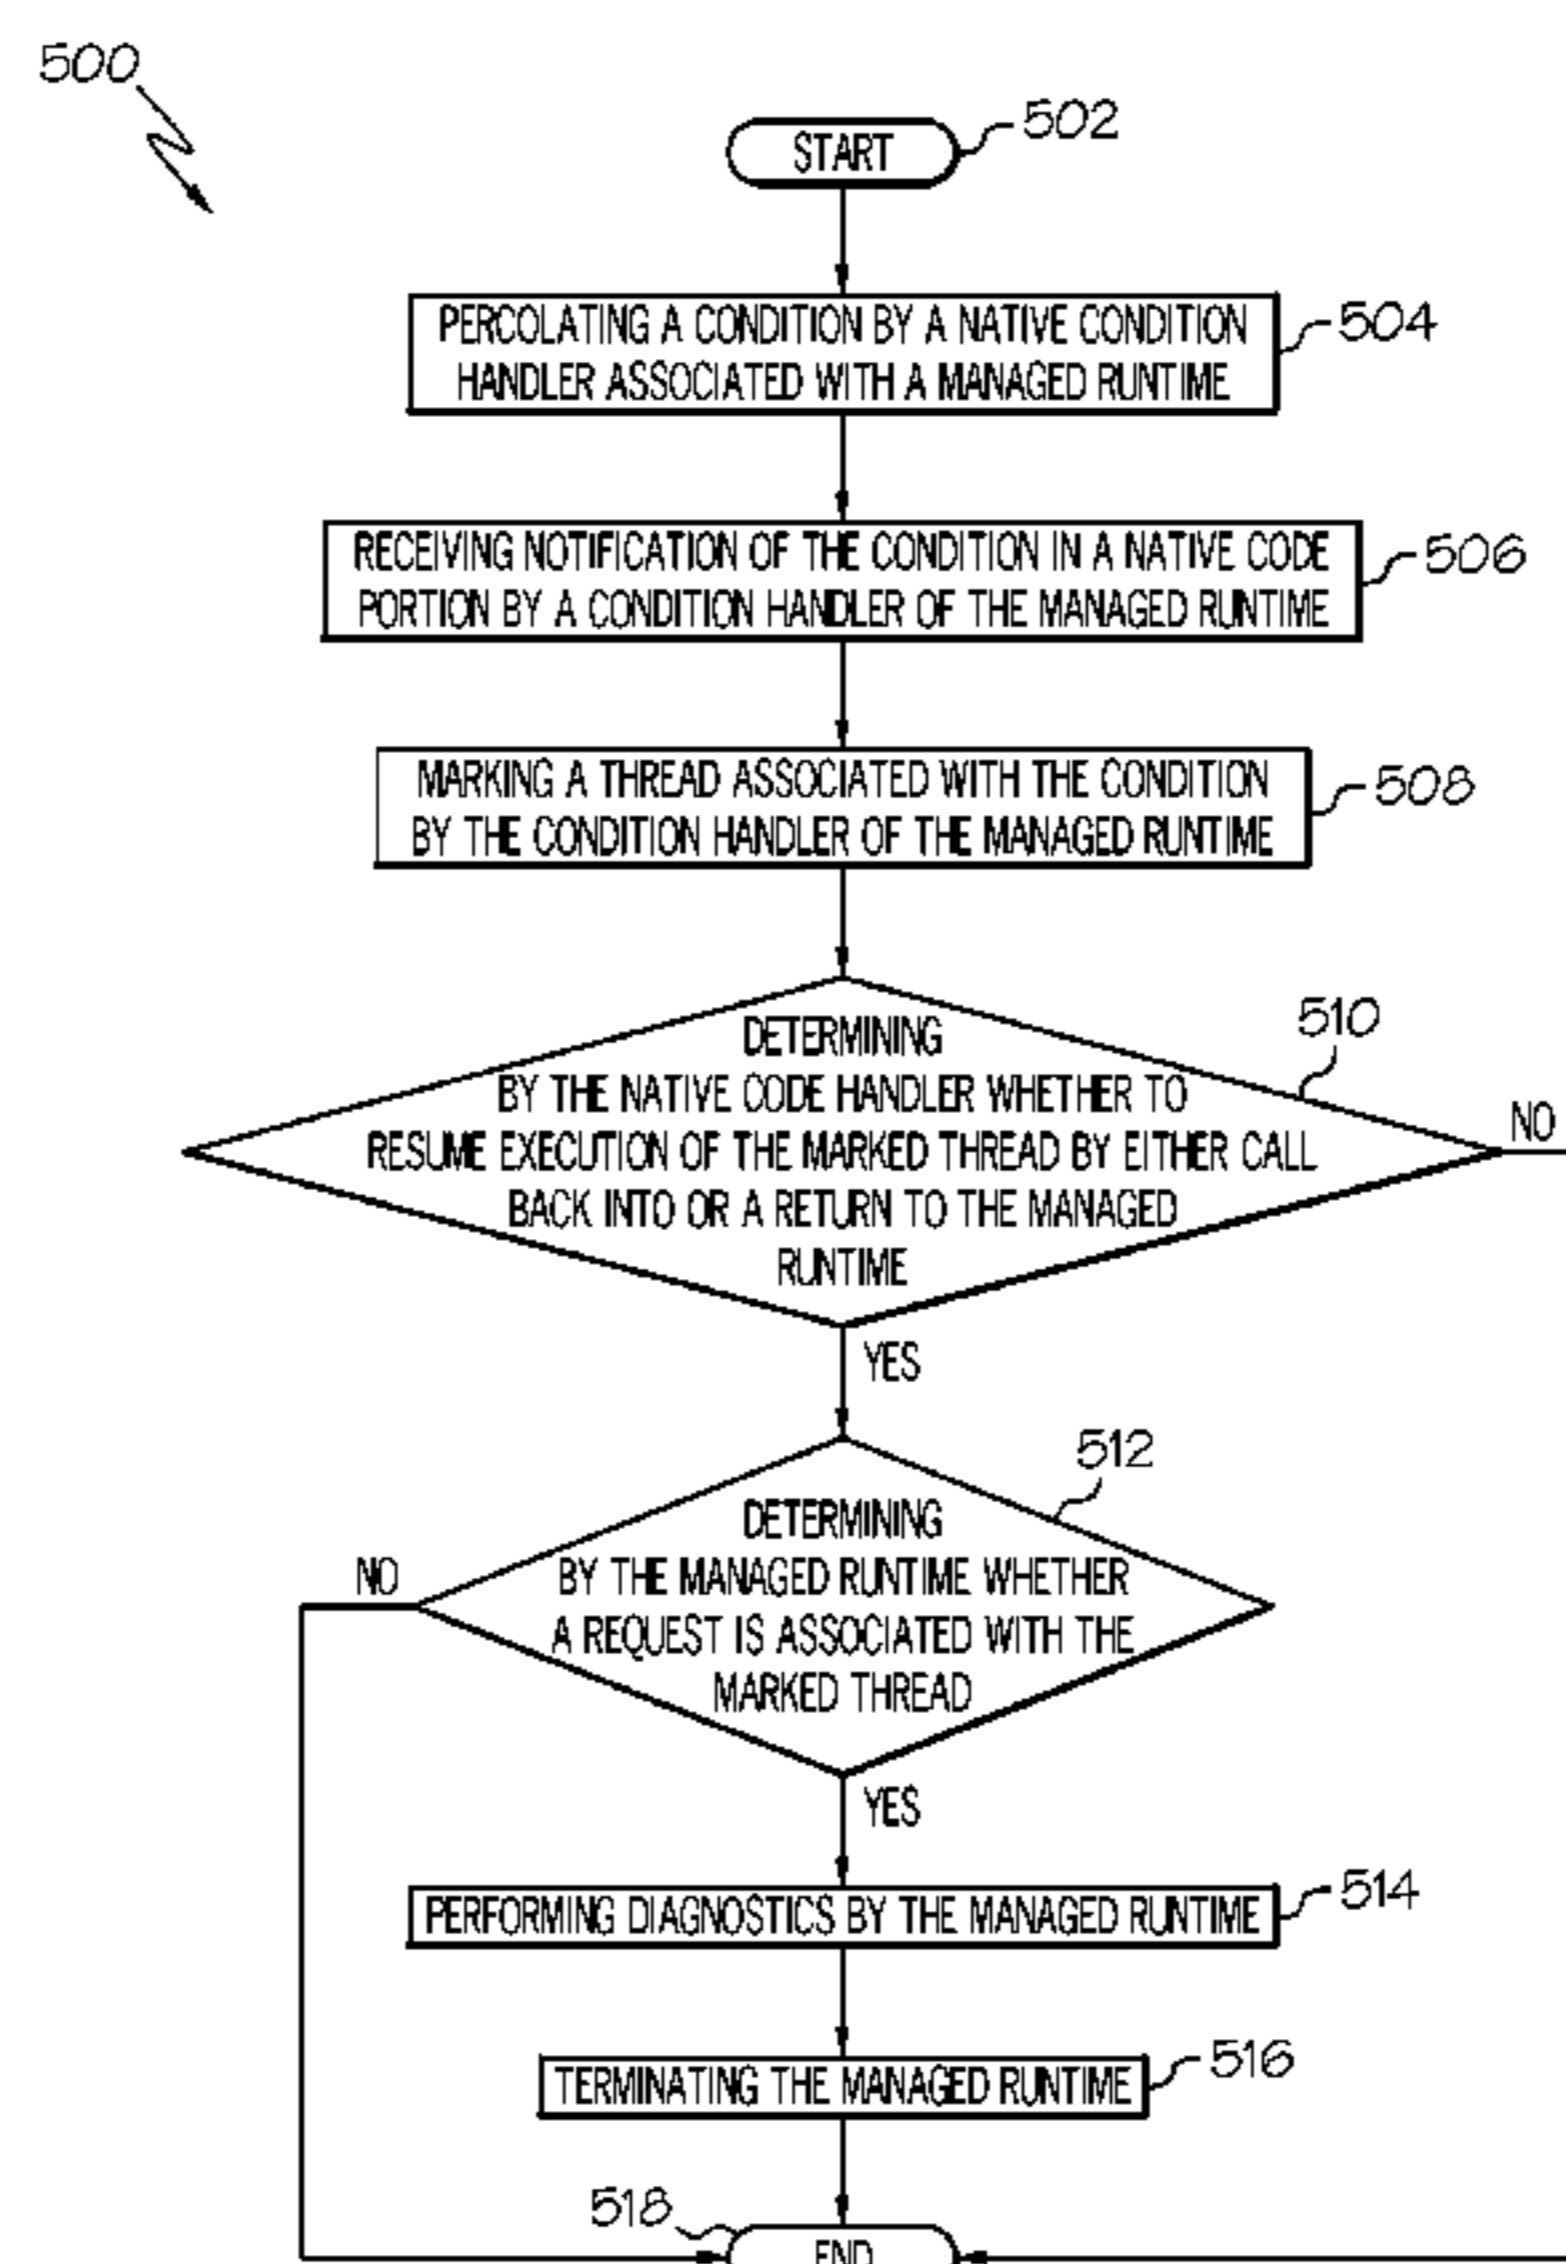 500
START
502
PERCOLATING A CONDITION BY A NATIVE CONDITION
HANDLER ASSOCIATED WITH A MANAGED RUNTIME
504
RECEIVING NOTIFICATION OF THE CONDITION IN A NATIVE CODE
PORTION BY A CONDITION HANDLER OF THE MANAGED RUNTIME
506
MARKING A THREAD ASSOCIATED WITH THE CONDITION
BY THE CONDITION HANDLER OF THE MANAGED RUNTIME
508
DETERMINING
BY THE NATIVE CODE HANDLER WHETHER TO
RESUME EXECUTION OF THE MARKED THREAD BY EITHER CALL
BACK INTO OR A RETURN TO THE MANAGED
RUNTIME
510
NO
YES
DETERMINING
BY THE MANAGED RUNTIME WHETHER
A REQUEST IS ASSOCIATED WITH THE
MARKED THREAD
512
NO
YES
PERFORMING DIAGNOSTICS BY THE MANAGED RUNTIME
514
TERMINATING THE MANAGED RUNTIME
516
518
END